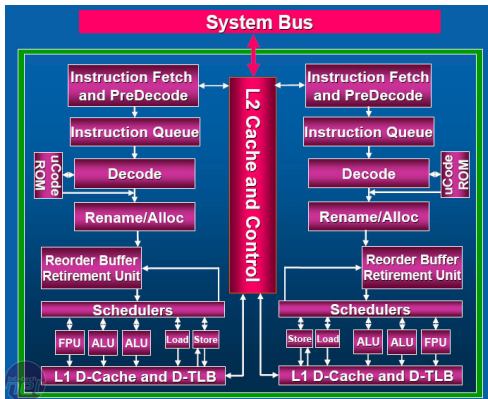 System Bus
Instruction Fetch
and PreDecode
Instruction Queue
uCode
ROM
Decode
Rename/Alloc
Reorder Buffer
Retirement Unit
Schedulers
FPU
ALU
ALU
Load
Store
L1 D-Cache and D-TLB
L2 Cache and Control
Instruction Fetch
and PreDecode
Instruction Queue
Decode
uCode
ROM
Rename/Alloc
Reorder Buffer
Retirement Unit
Schedulers
Store
Load
ALU
ALU
FPU
L1 D-Cache and D-TLB